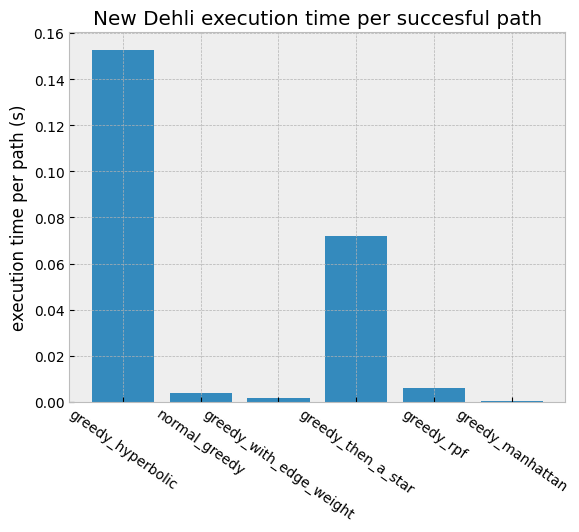 New Dehli execution time per succesful path
execution time per path (s)
0.16
0.14
0.12
0.10
0.08
0.06
0.04
0.02
0.00
greedy_hyperbolic
normal_greedy
greedy_with_edge_weight
greedy_then_a_star
greedy_rpf
greedy_manhattan